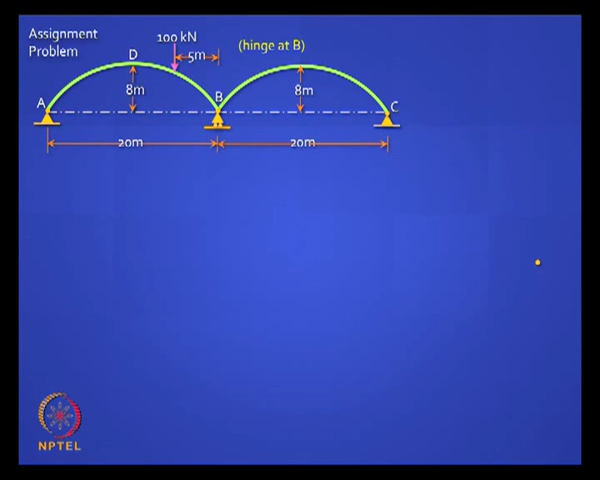 Assignment
Problem
100 kN
5m
(hinge at B)
D
8m
8m
A
B
C
20m
20m
NPTEL